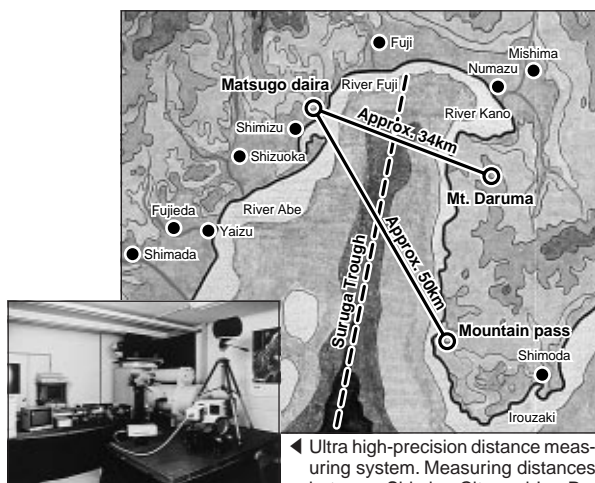 Fuji
Mishima
Numazu
Matsugo daira
River Fuji
River Kano
Shimizu
Approx. 34km
Shizuoka
Mt. Daruma
Fujieda
River Abe
Yaizu
Approx. 50km
Shimada
Suruga Trough
Mountain pass
Shimoda
Irouzaki
◀ Ultra high-precision distance meas-
uring system. Measuring distances